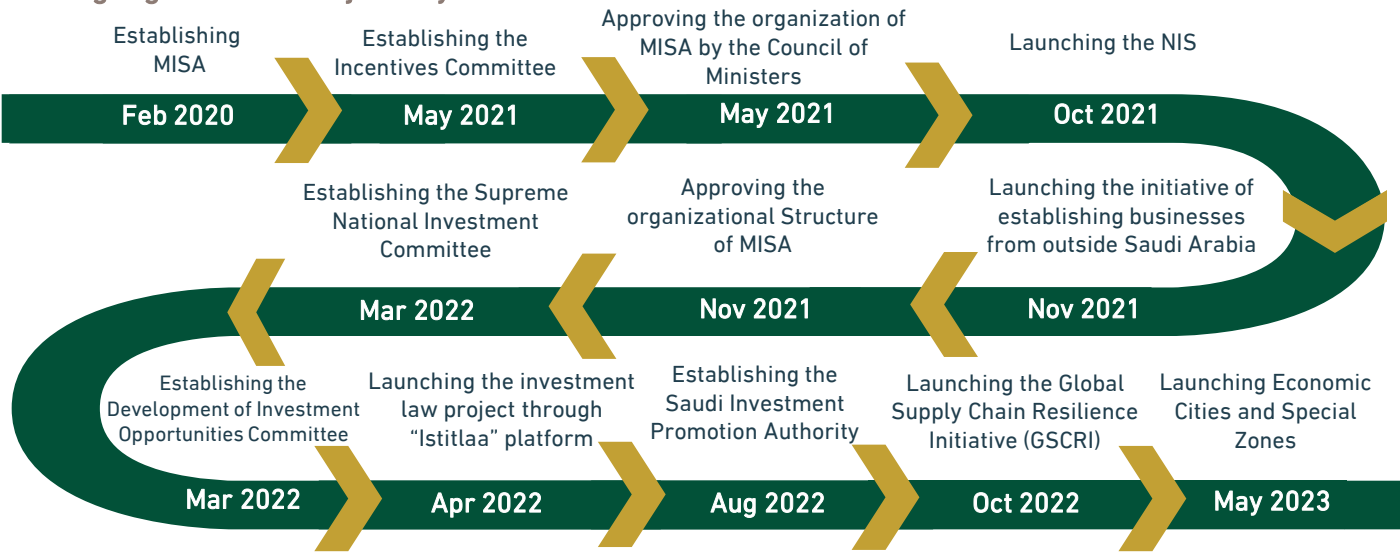 Establishing
MISA
Feb 2020
Establishing the
Incentives Committee
May 2021
Approving the organization of
MISA by the Council of
Ministers
May 2021
Launching the NIS
Oct 2021
Launching the initiative of
establishing businesses
from outside Saudi Arabia
Nov 2021
Approving the
organizational Structure
of MISA
Nov 2021
Establishing the Supreme
National Investment
Committee
Mar 2022
Establishing the
Development of Investment
Opportunities Committee
Mar 2022
Launching the investment
law project through
“Istitlaa” platform
Apr 2022
Establishing the
Saudi Investment
Promotion Authority
Aug 2022
Launching the Global
Supply Chain Resilience
Initiative (GSCRI)
Oct 2022
Launching Economic
Cities and Special
Zones
May 2023